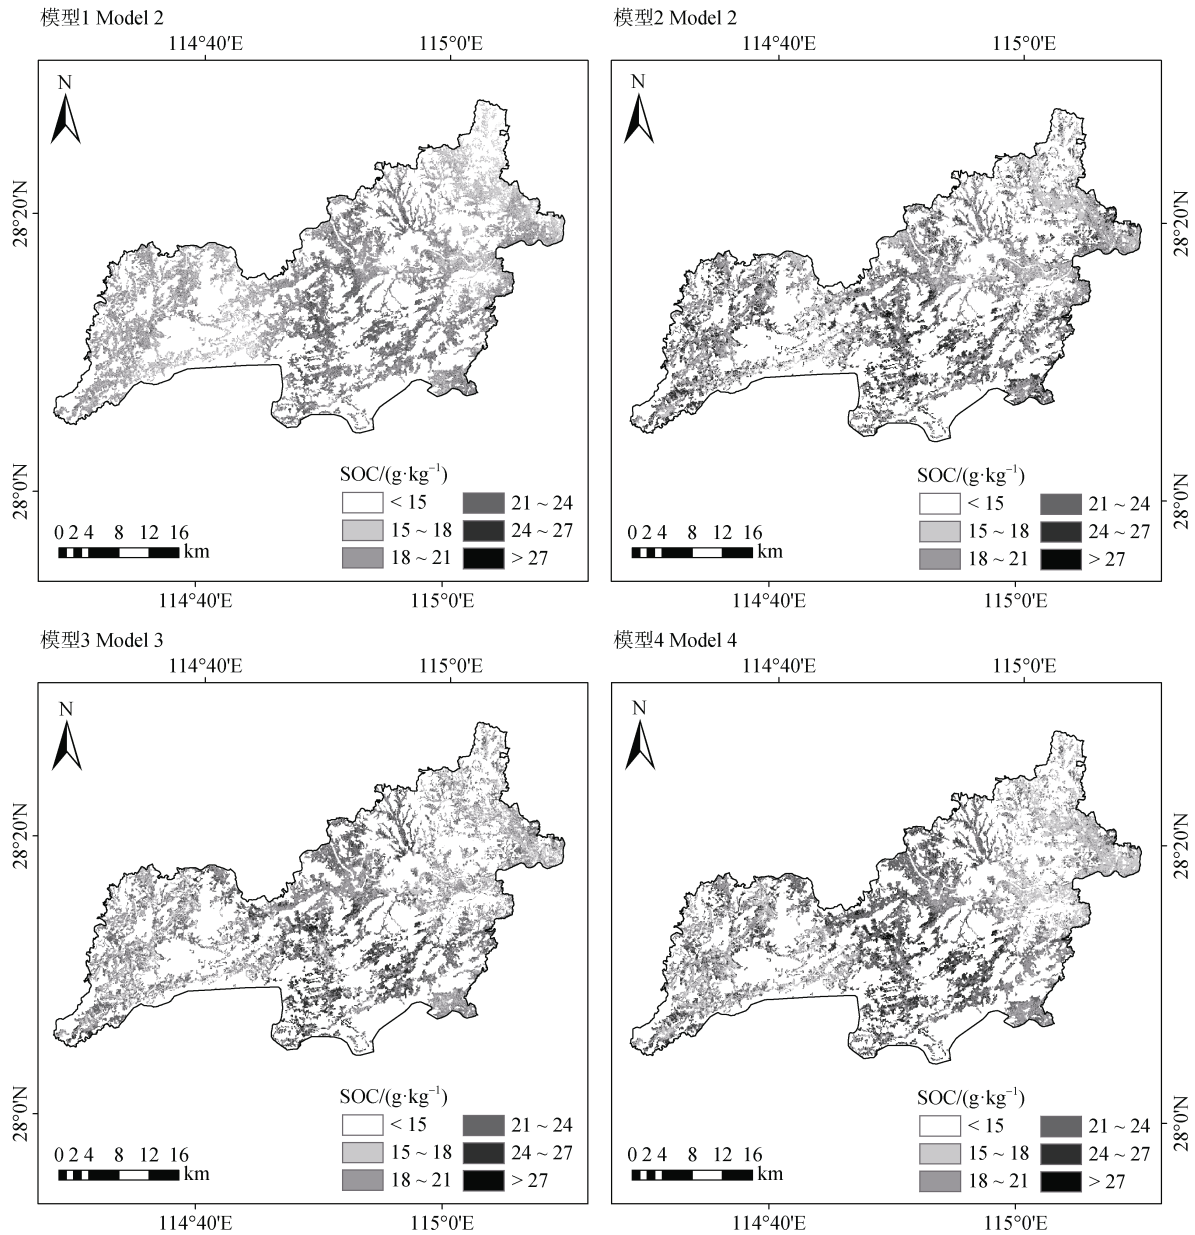 模型1 Model 2
114°40'E 115°0'E
N
28°20'N
28°0'N
SOC/(g·kg⁻¹)
< 15 21 ~ 24
15 ~ 18 24 ~ 27
18 ~ 21 > 27
0 2 4 8 12 16
km
114°40'E 115°0'E
模型2 Model 2
114°40'E 115°0'E
N
28°20'N
28°0'N
SOC/(g·kg⁻¹)
< 15 21 ~ 24
15 ~ 18 24 ~ 27
18 ~ 21 > 27
0 2 4 8 12 16
km
114°40'E 115°0'E
模型3 Model 3
114°40'E 115°0'E
N
28°20'N
28°0'N
SOC/(g·kg⁻¹)
< 15 21 ~ 24
15 ~ 18 24 ~ 27
18 ~ 21 > 27
0 2 4 8 12 16
km
114°40'E 115°0'E
模型4 Model 4
114°40'E 115°0'E
N
28°20'N
28°0'N
SOC/(g·kg⁻¹)
< 15 21 ~ 24
15 ~ 18 24 ~ 27
18 ~ 21 > 27
0 2 4 8 12 16
km
114°40'E 115°0'E